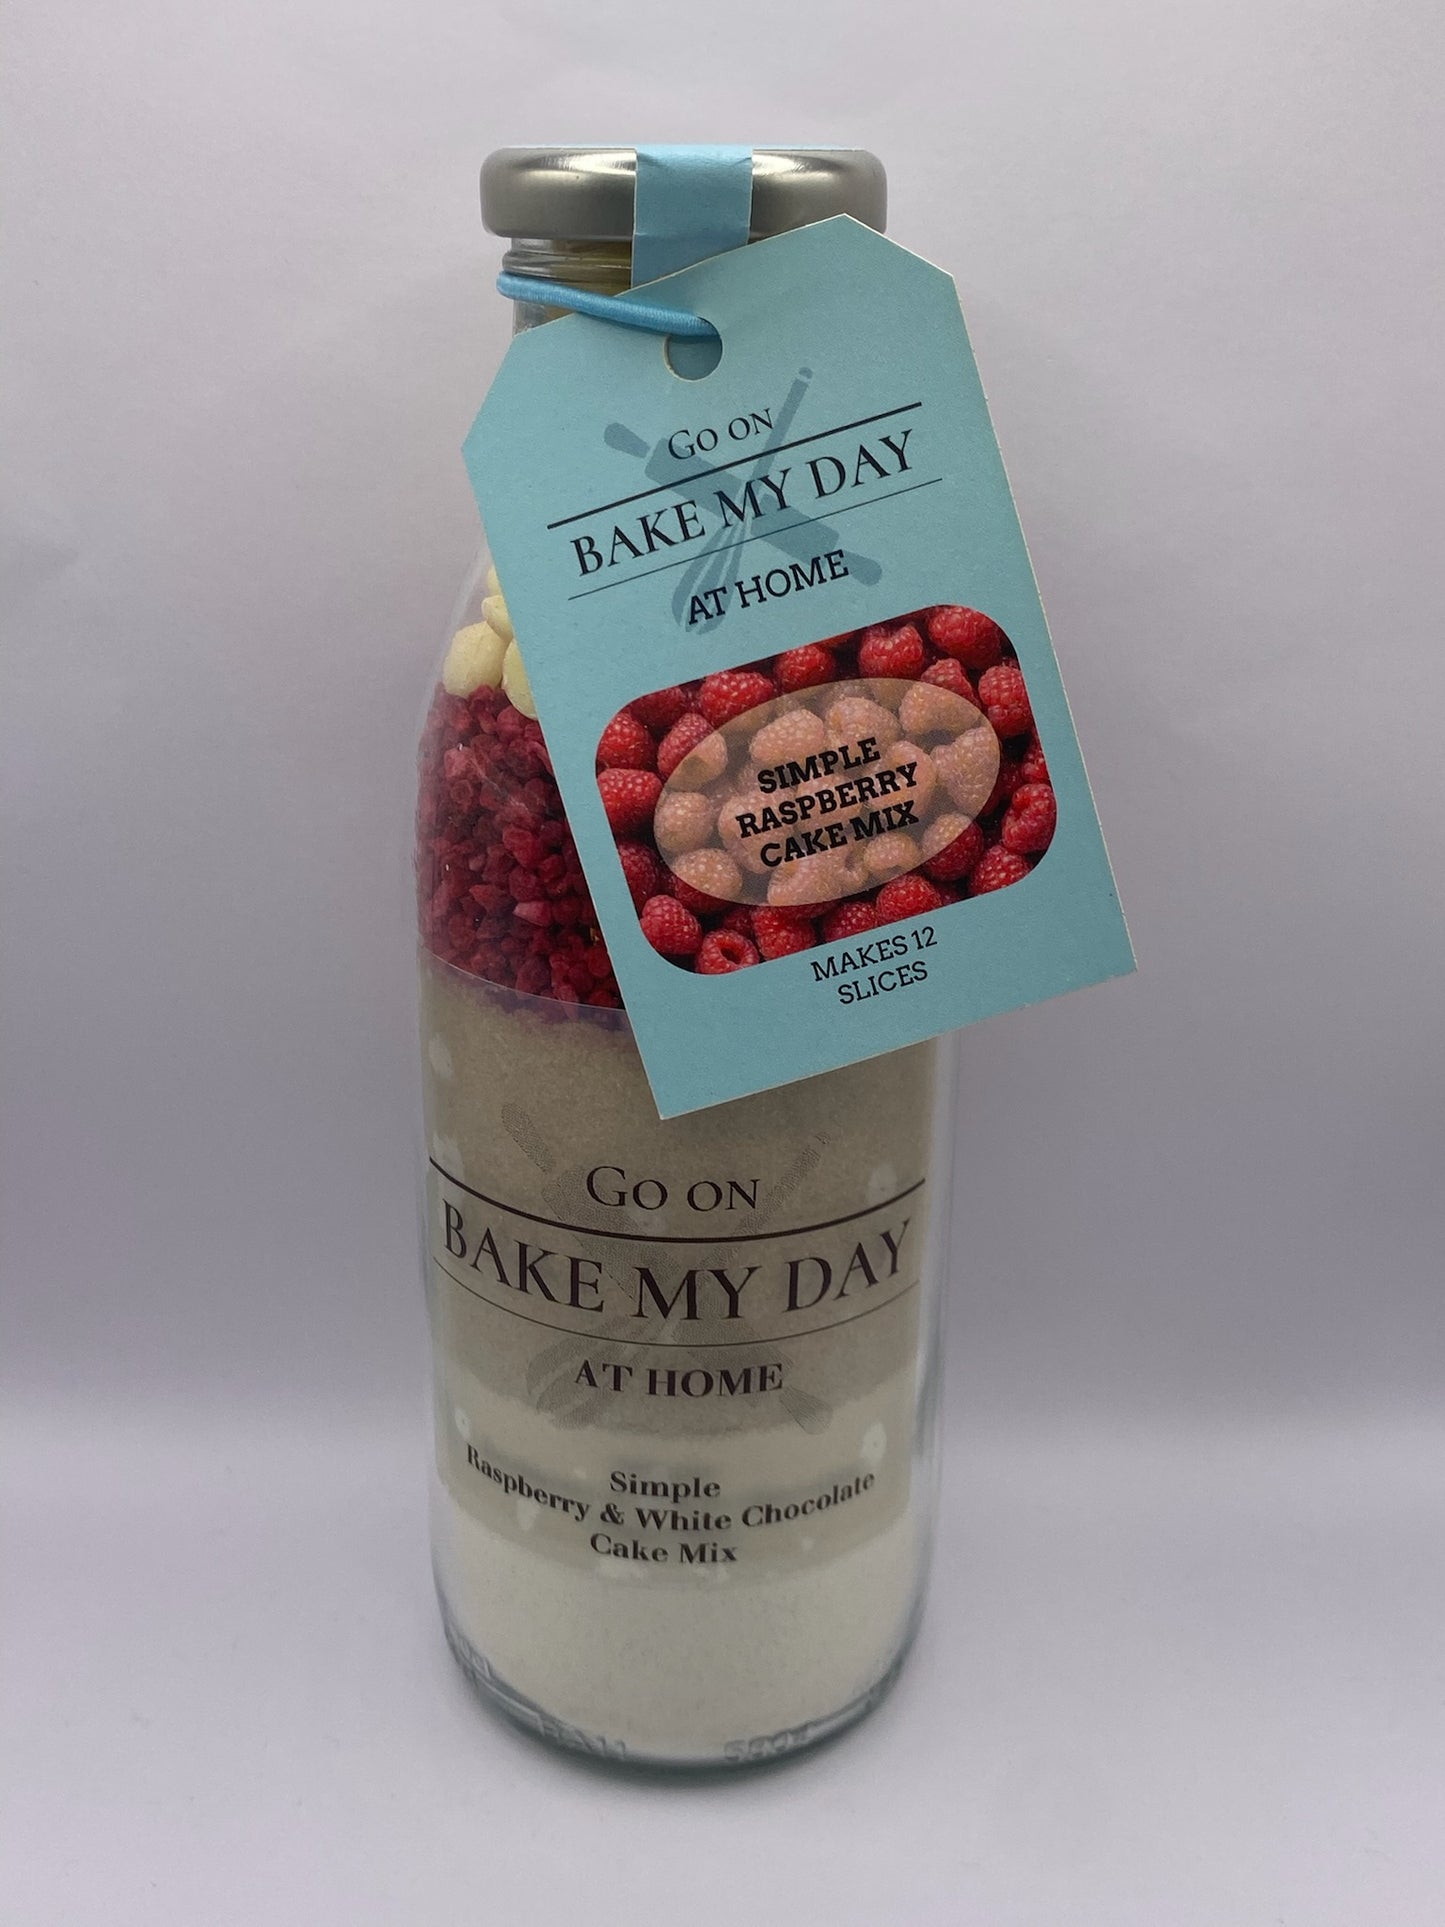 GO ON
BAKE MY DAY
AT HOME
SIMPLE
RASPBERRY
CAKE MIX
MAKES 12
SLICES
GO ON
BAKE MY DAY
AT HOME
Simple
Raspberry & White Chocolate
Cake Mix